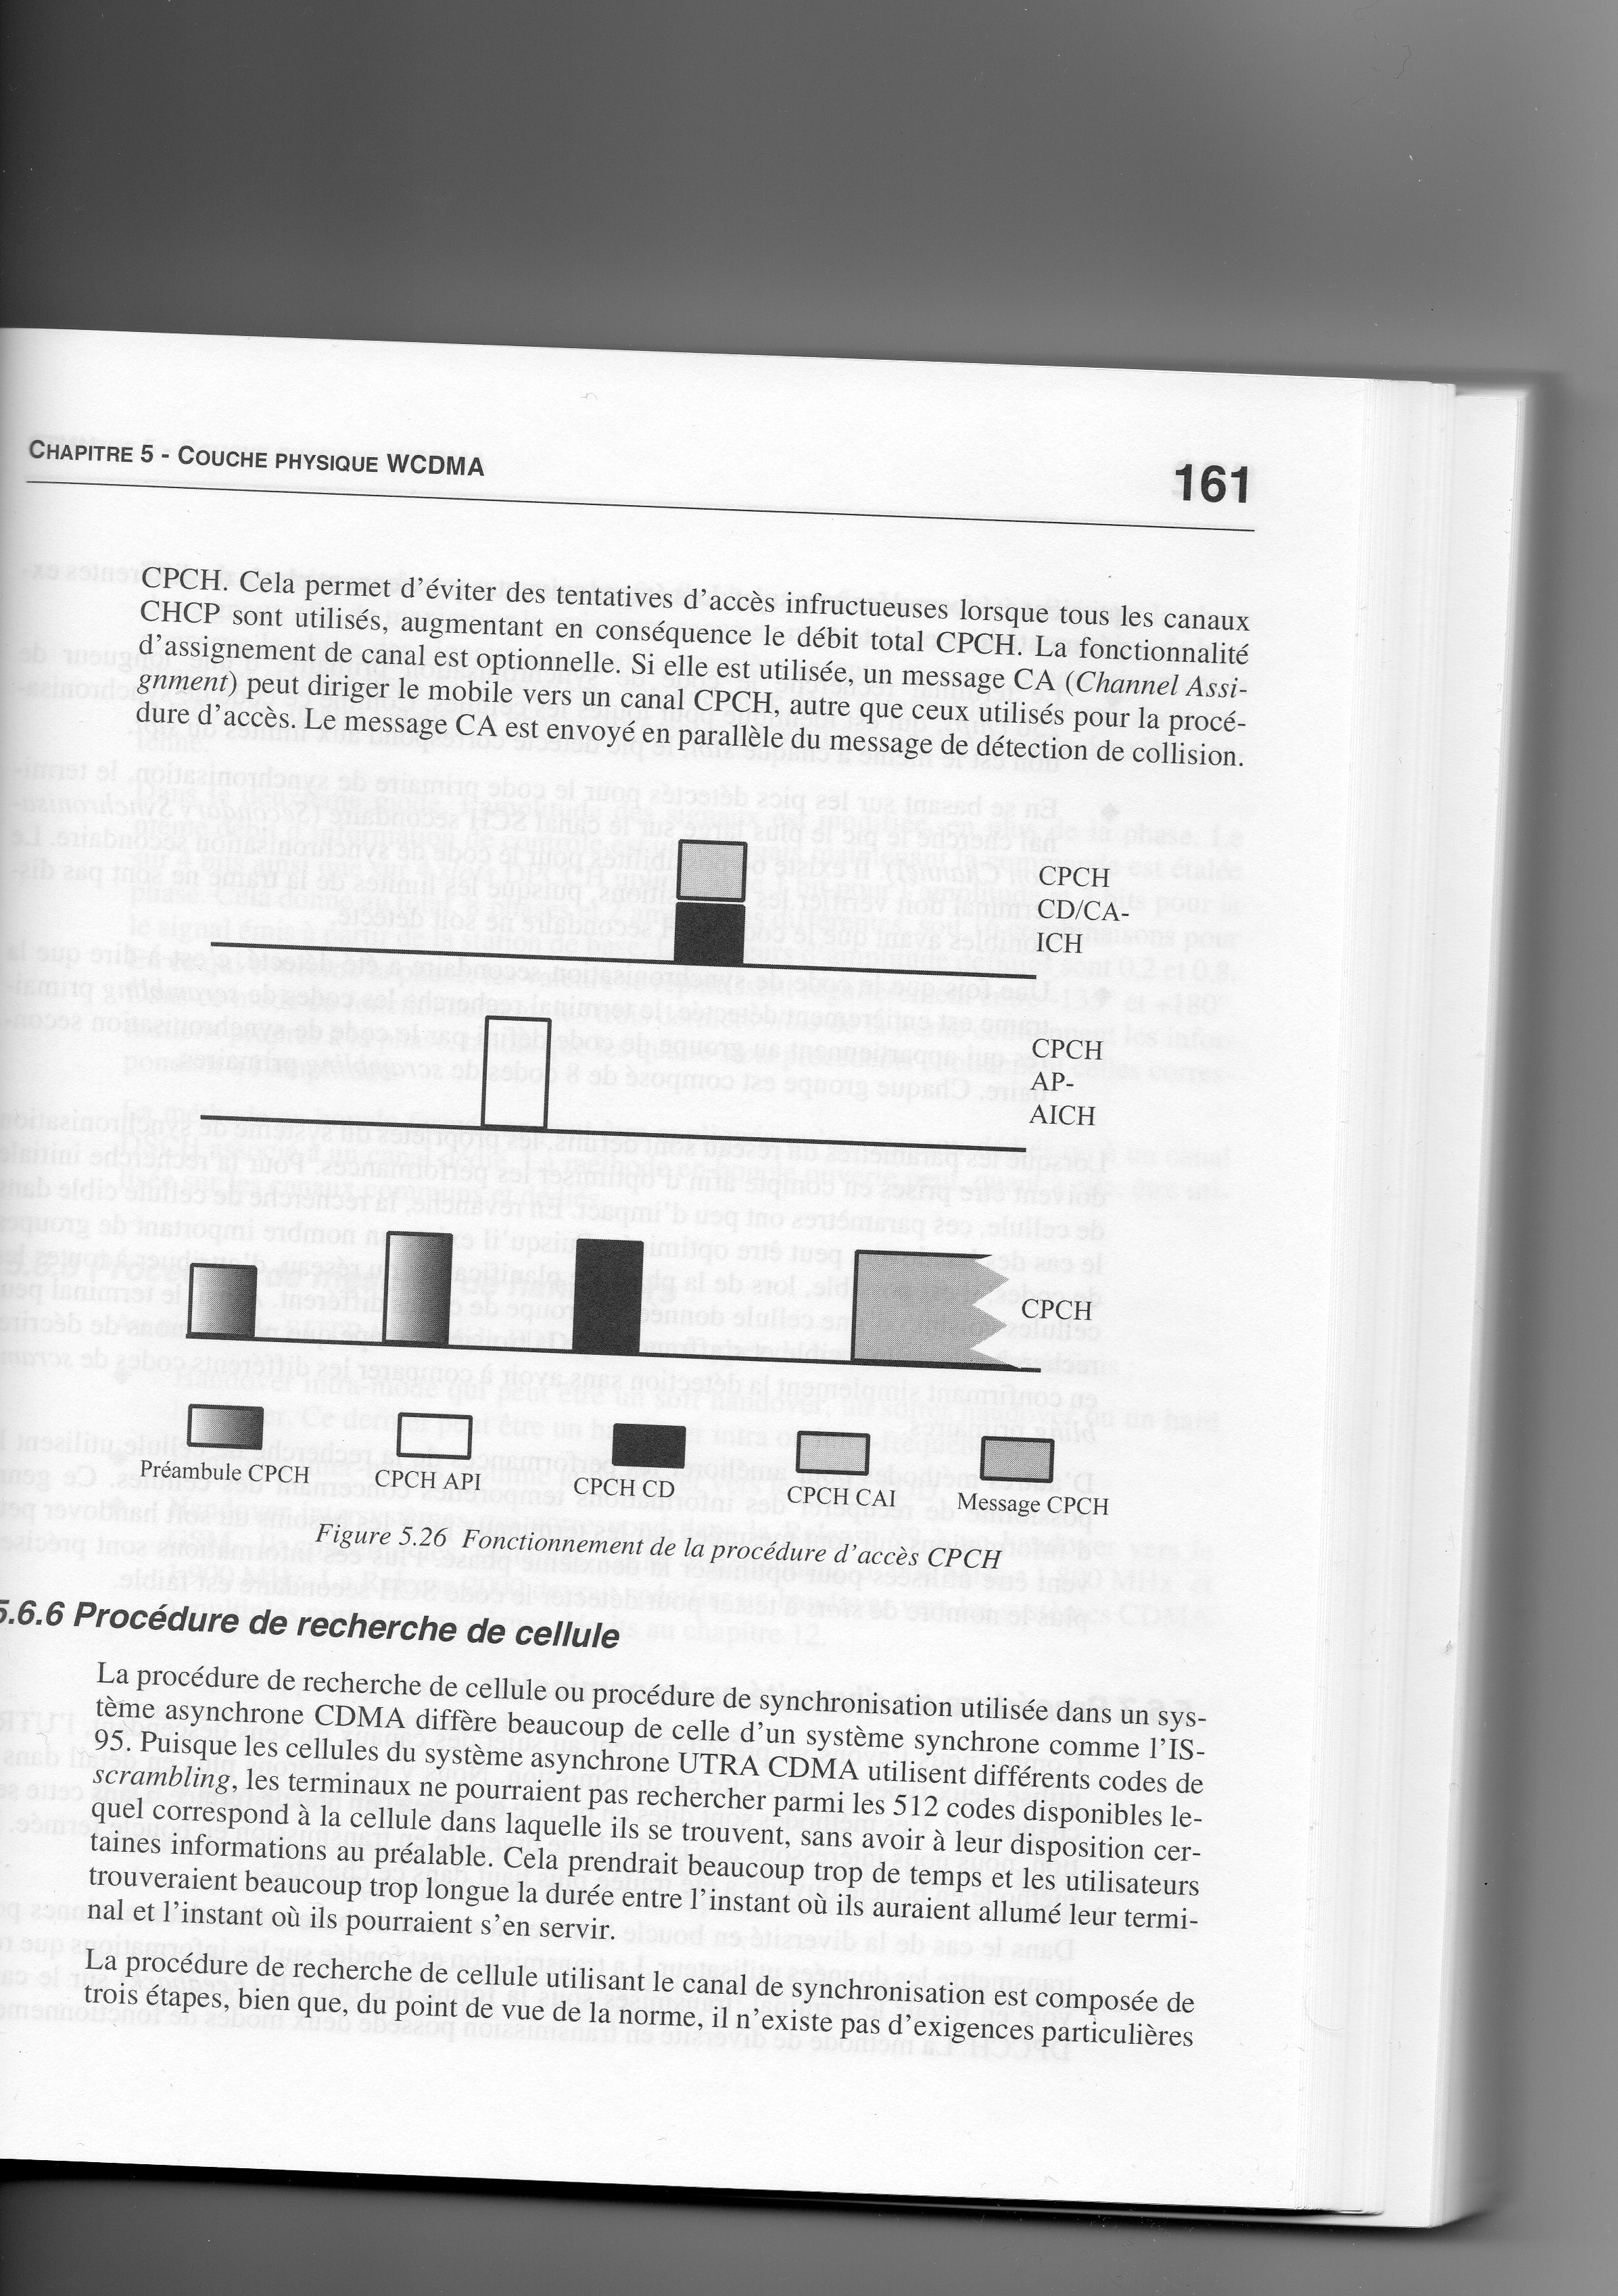 CHAPITRE 5 - COUCHE PHYSIQUE WCDMA
161
CPCH. Cela permet d'éviter des tentatives d'accès infructueuses lorsque tous les canaux
CHCP sont utilisés, augmentant en conséquence le débit total CPCH. La fonctionnalité
d'assignement de canal est optionnelle. Si elle est utilisée, un message CA (Channel Assi-
gnment) peut diriger le mobile vers un canal CPCH, autre que ceux utilisés pour la procé-
dure d'accès. Le message CA est envoyé en parallèle du message de détection de collision.
CPCH
CD/CA-
ICH
CPCH
AP-
AICH
CPCH
Préambule CPCH
CPCH API
CPCH CD
CPCH CAI
Message CPCH
Figure 5.26 Fonctionnement de la procédure d'accès CPCH
5.6.6 Procédure de recherche de cellule
La procédure de recherche de cellule ou procédure de synchronisation utilisée dans un sys-
tème asynchrone CDMA diffère beaucoup de celle d'un système synchrone comme l'IS-
95. Puisque les cellules du système asynchrone UTRA CDMA utilisent différents codes de
scrambling, les terminaux ne pourraient pas rechercher parmi les 512 codes disponibles le-
quel correspond à la cellule dans laquelle ils se trouvent, sans avoir à leur disposition cer-
taines informations au préalable. Cela prendrait beaucoup trop de temps et les utilisateurs
trouveraient beaucoup trop longue la durée entre l'instant où ils auraient allumé leur termi-
nal et l'instant où ils pourraient s'en servir.
La procédure de recherche de cellule utilisant le canal de synchronisation est composée de
trois étapes, bien que, du point de vue de la norme, il n'existe pas d'exigences particulières